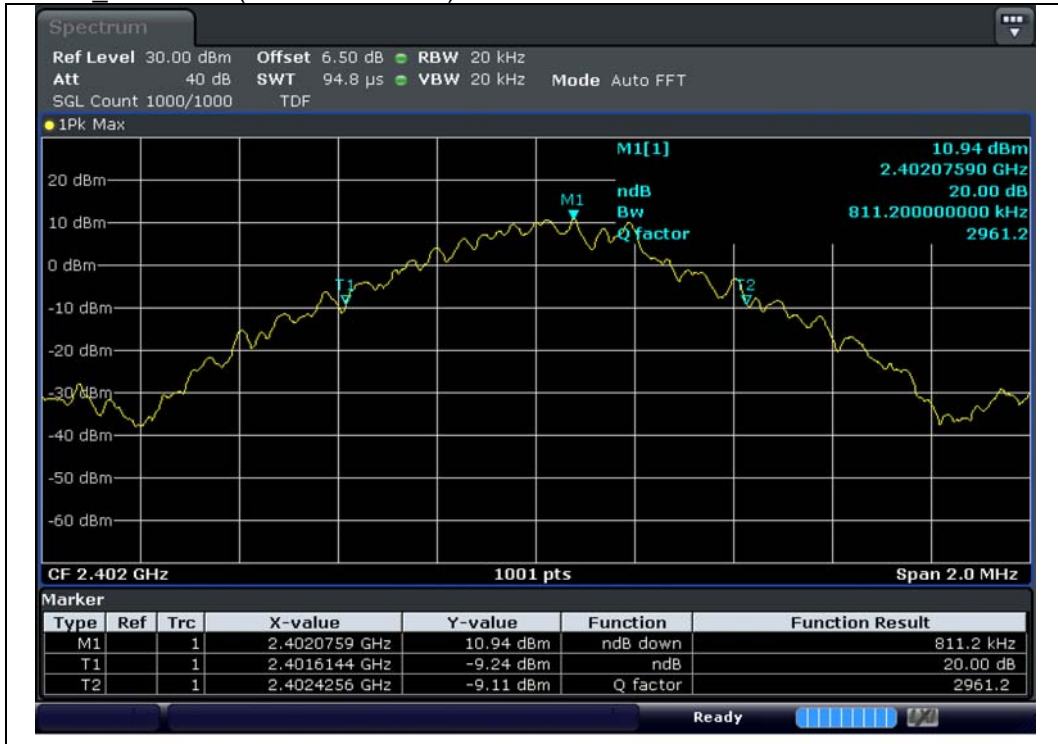 Spectrum
Ref Level 30.00 dBm Offset 6.50 dB RBW 20 kHz
Att 40 dB SWT 94.8 µs VBW 20 kHz Mode Auto FFT
SGL Count 1000/1000 TDF
1Pk Max
M1[1] 10.94 dBm
2.40207590 GHz
ndB 20.00 dB
Bw 811.200000000 kHz
Q factor 2961.2
M1
T1
T2
20 dBm
10 dBm
0 dBm
-10 dBm
-20 dBm
-30 dBm
-40 dBm
-50 dBm
-60 dBm
CF 2.402 GHz 1001 pts Span 2.0 MHz
Marker
Type Ref Trc X-value Y-value Function Function Result
M1 1 2.4020759 GHz 10.94 dBm ndB down 811.2 kHz
T1 1 2.4016144 GHz -9.24 dBm ndB 20.00 dB
T2 1 2.4024256 GHz -9.11 dBm Q factor 2961.2
Ready